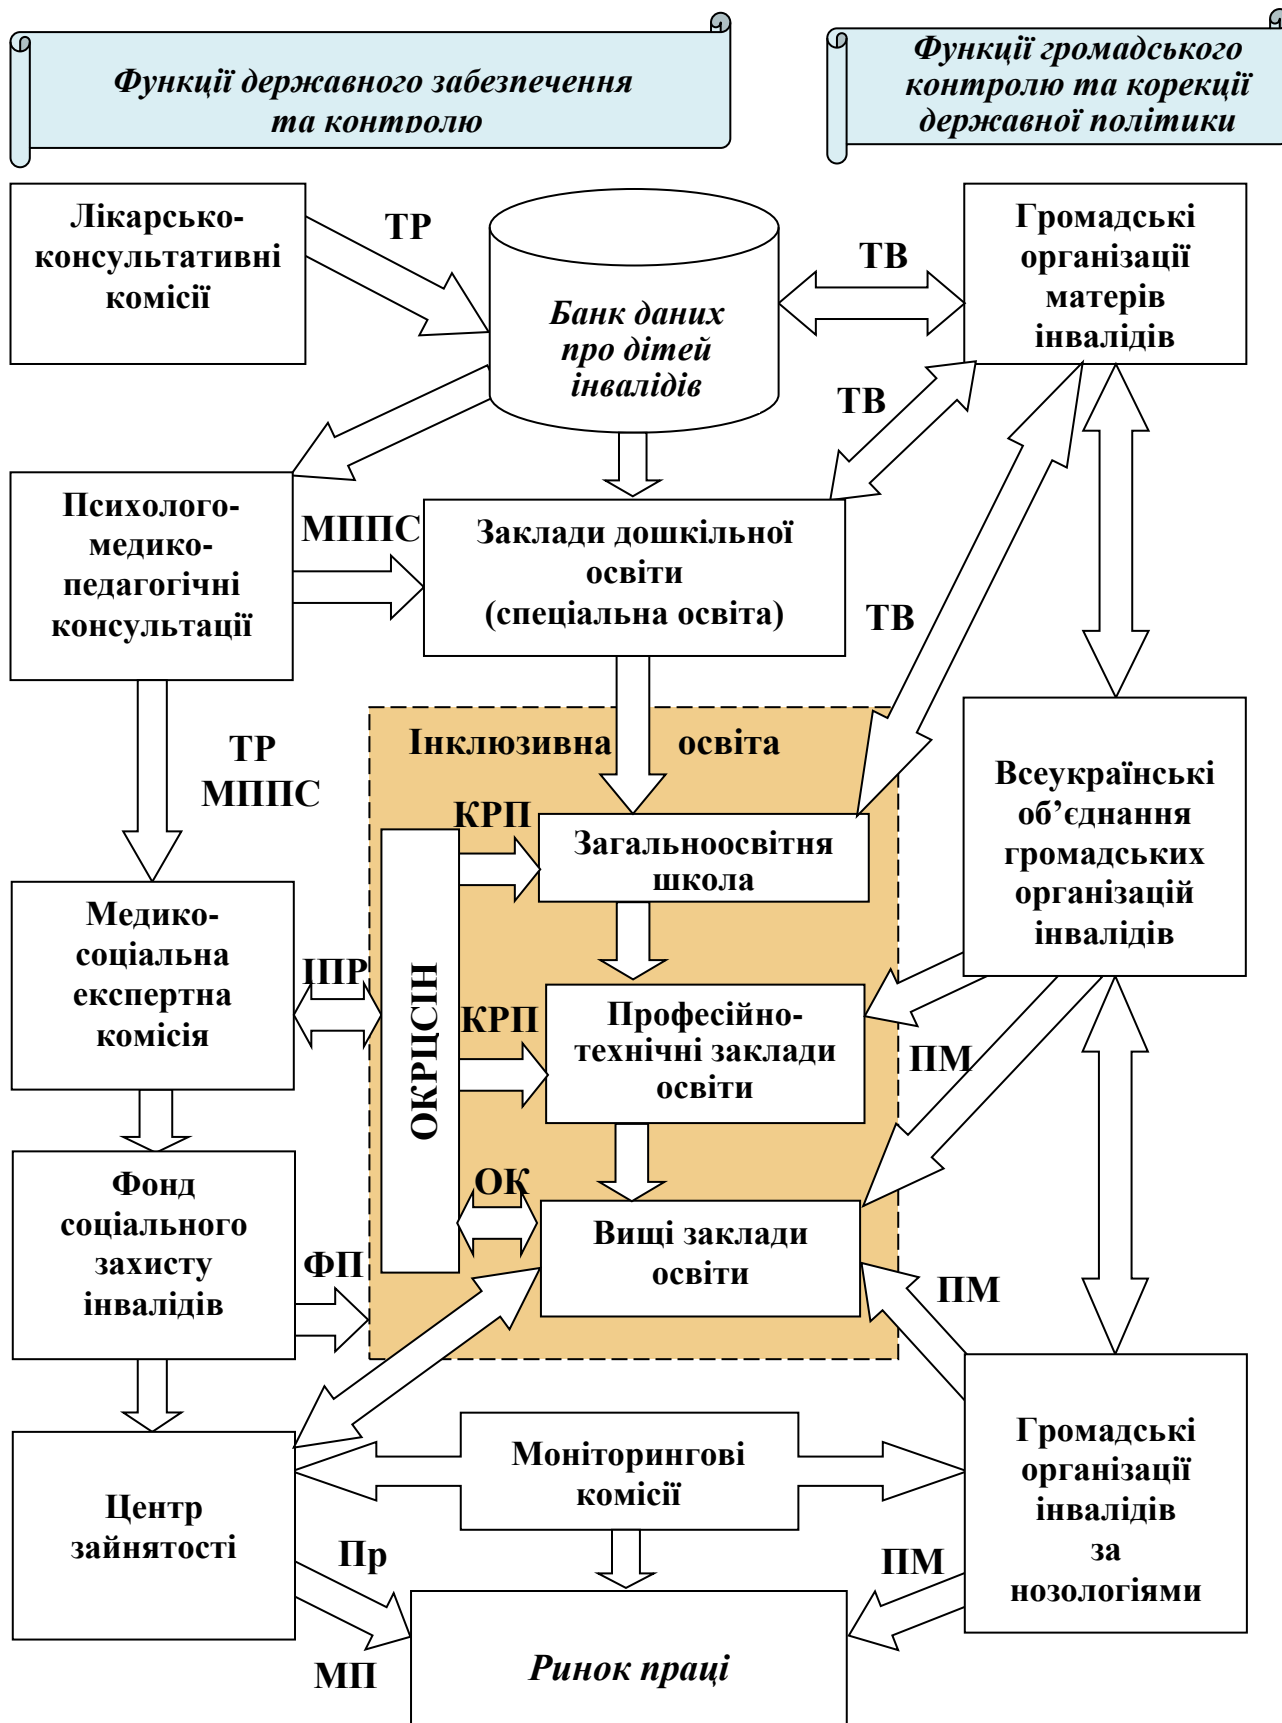 Функції державного забезпечення
та контролю
Функції громадського
контролю та корекції
державної політики
Лікарсько-
консультативні
комісії
ТР
Банк даних
про дітей
інвалідів
ТВ
Громадські
організації
матерів
інвалідів
ТВ
Психолого-
медико-
педагогічні
консультації
МППС
Заклади дошкільної
освіти
(спеціальна освіта)
ТВ
ТР
МППС
Інклюзивна освіта
КРП
Загальноосвітня
школа
Всеукраїнські
об’єднання
громадських
організацій
інвалідів
Медико-
соціальна
експертна
комісія
ІПР
ОКРЦСІН
КРП
Професійно-
технічні заклади
освіти
ПМ
Фонд
соціального
захисту
інвалідів
ФП
ОК
Вищі заклади
освіти
ПМ
Центр
зайнятості
Моніторингові
комісії
Громадські
організації
інвалідів
за
нозологіями
Пр
МП
ПМ
Ринок праці